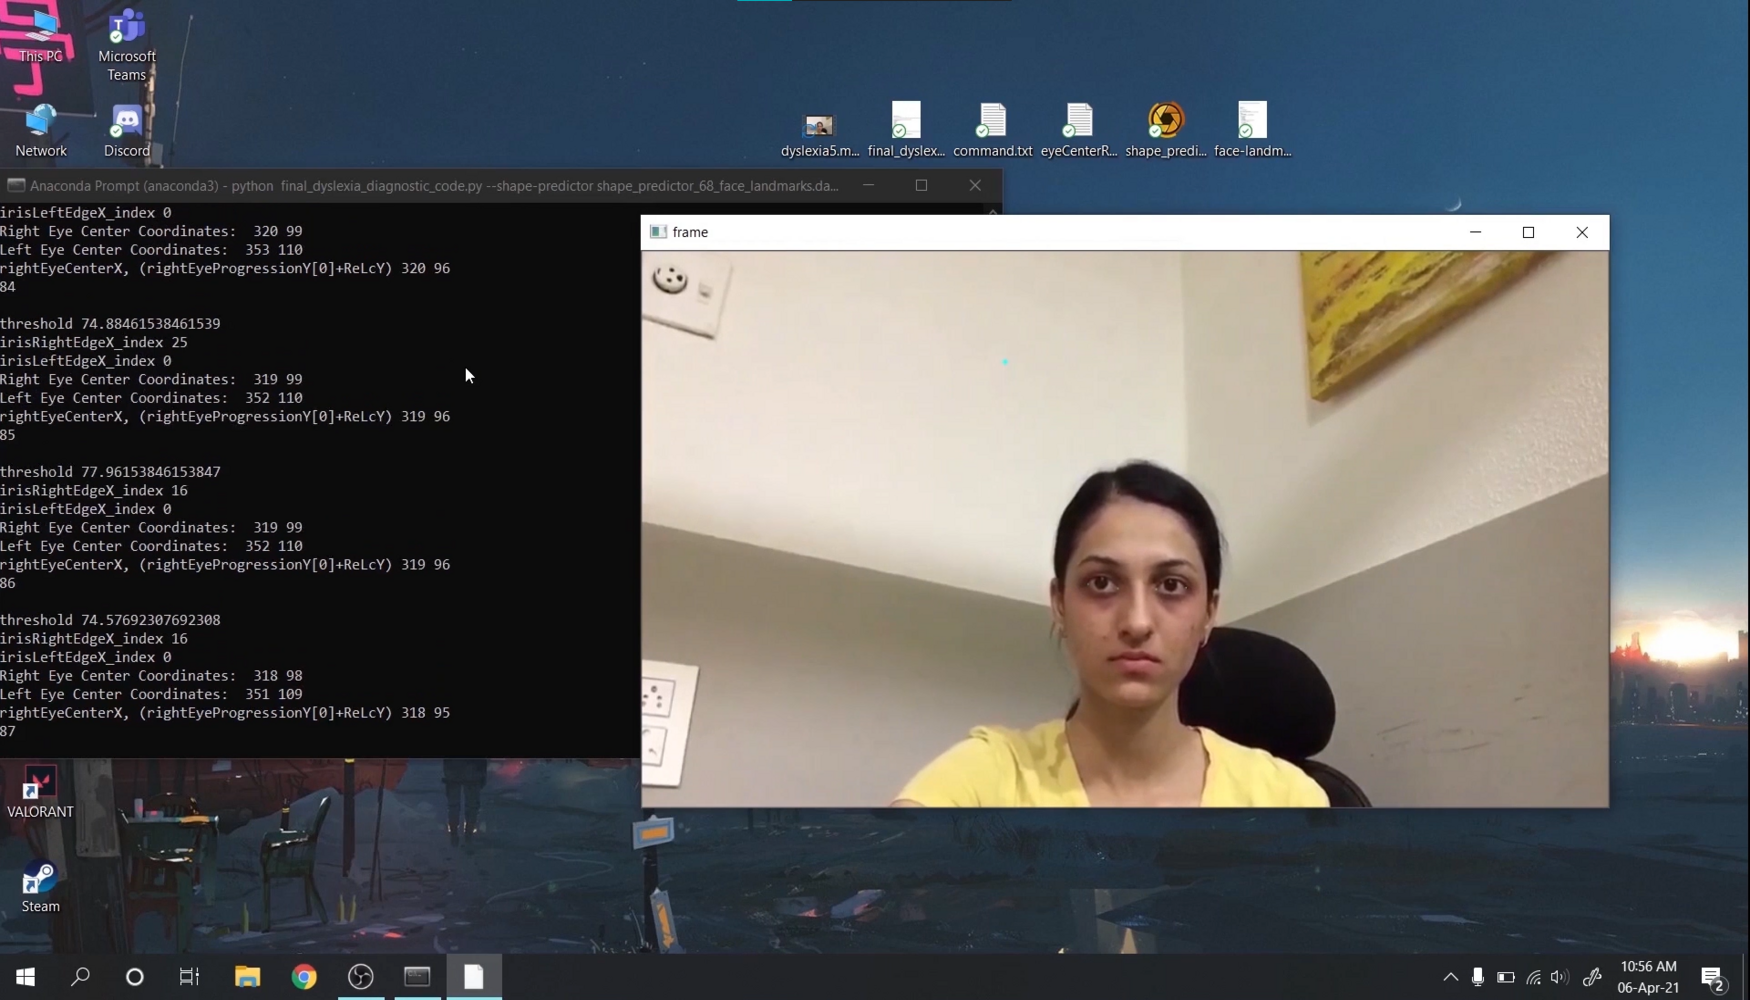 This PC
Microsoft
Teams
Network
Discord
dyslexia5.m...
final_dyslex...
command.txt
eyeCenterR...
shape_predi...
face-landm...
Anaconda Prompt (anaconda3) - python  final_dyslexia_diagnostic_code.py --shape-predictor shape_predictor_68_face_landmarks.da...
irisLeftEdgeX_index 0
Right Eye Center Coordinates:  320 99
Left Eye Center Coordinates:  353 110
rightEyeCenterX, (rightEyeProgressionY[0]+ReLcY) 320 96
84
threshold 74.88461538461539
irisRightEdgeX_index 25
irisLeftEdgeX_index 0
Right Eye Center Coordinates:  319 99
Left Eye Center Coordinates:  352 110
rightEyeCenterX, (rightEyeProgressionY[0]+ReLcY) 319 96
85
threshold 77.96153846153847
irisRightEdgeX_index 16
irisLeftEdgeX_index 0
Right Eye Center Coordinates:  319 99
Left Eye Center Coordinates:  352 110
rightEyeCenterX, (rightEyeProgressionY[0]+ReLcY) 319 96
86
threshold 74.57692307692308
irisRightEdgeX_index 16
irisLeftEdgeX_index 0
Right Eye Center Coordinates:  318 98
Left Eye Center Coordinates:  351 109
rightEyeCenterX, (rightEyeProgressionY[0]+ReLcY) 318 95
87
frame
VALORANT
Steam
10:56 AM
06-Apr-21
2